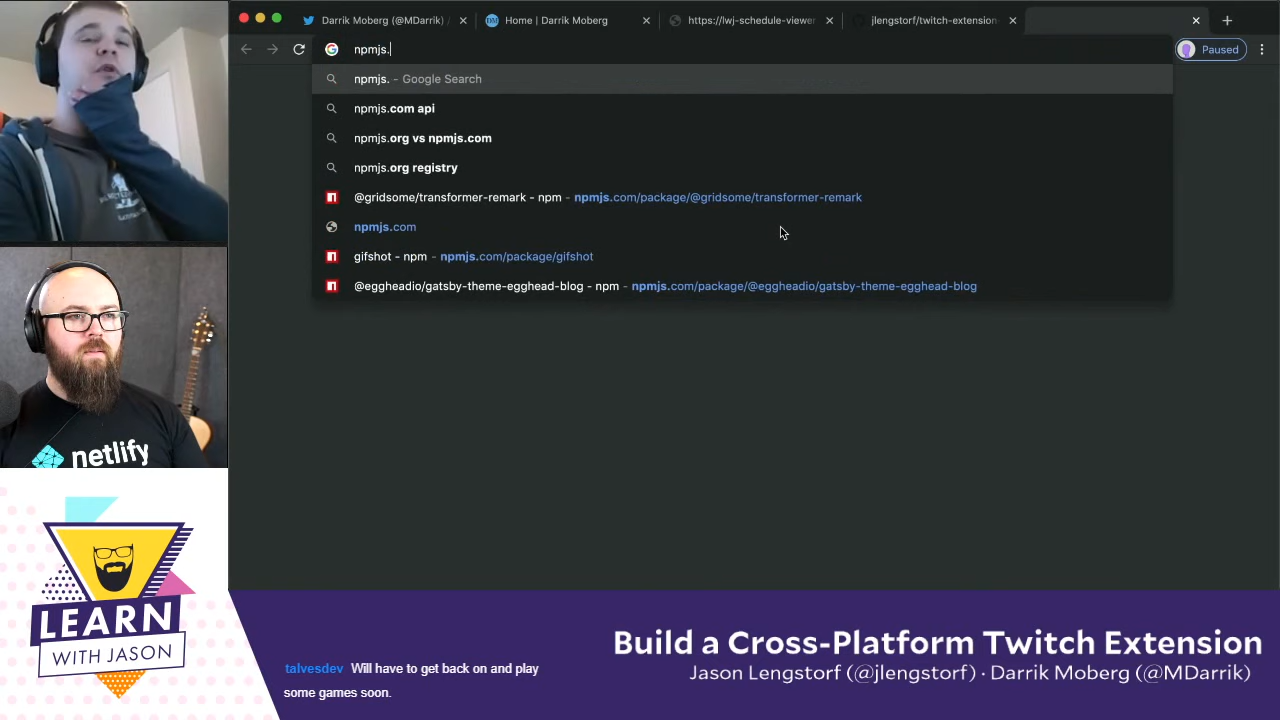 Darrik Moberg (@MDarrik) /
Home | Darrik Moberg
https://lwj-schedule-viewer
jlengstorf/twitch-extension-
npmjs.
Paused
npmjs. - Google Search
npmjs.com api
npmjs.org vs npmjs.com
npmjs.org registry
@gridsome/transformer-remark - npm - npmjs.com/package/@gridsome/transformer-remark
npmjs.com
gifshot - npm - npmjs.com/package/gifshot
@eggheadio/gatsby-theme-egghead-blog - npm - npmjs.com/package/@eggheadio/gatsby-theme-egghead-blog
netlify
LEARN
WITH JASON
talvesdev Will have to get back on and play
some games soon.
Build a Cross-Platform Twitch Extension
Jason Lengstorf (@jlengstorf) · Darrik Moberg (@MDarrik)